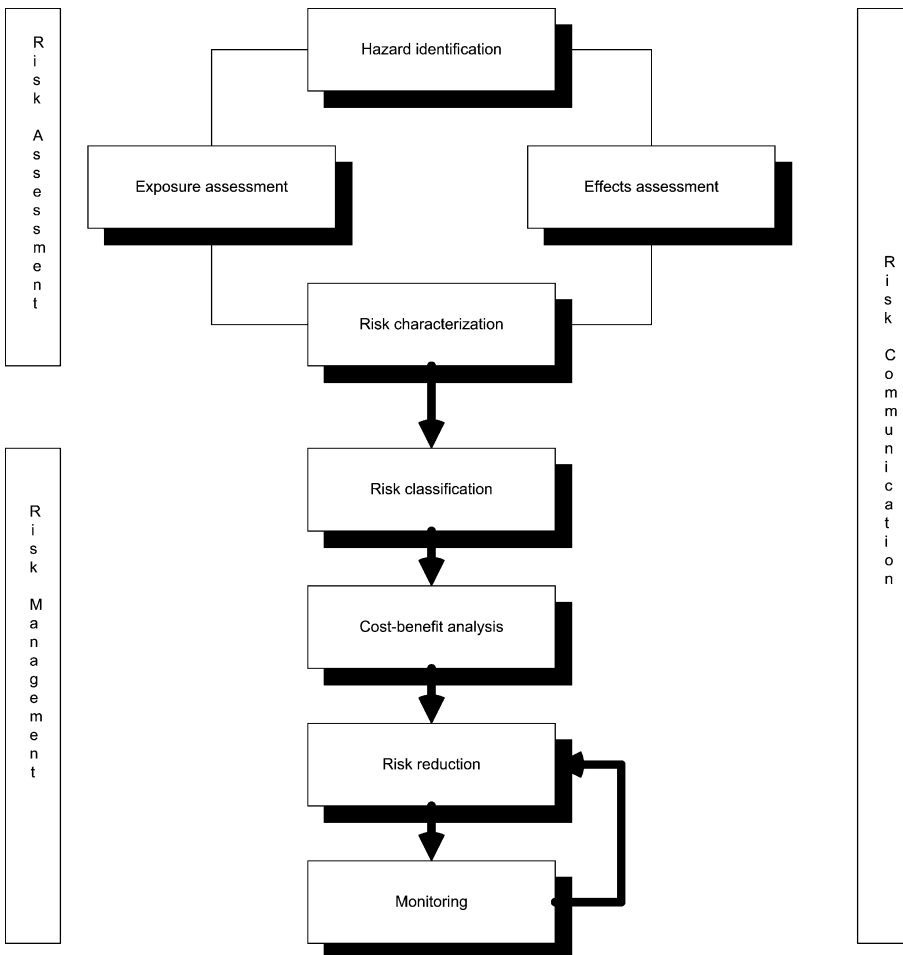 Risk Assessment
Hazard identification
Exposure assessment
Effects assessment
Risk characterization
Risk Management
Risk classification
Cost-benefit analysis
Risk reduction
Monitoring
Risk Communication